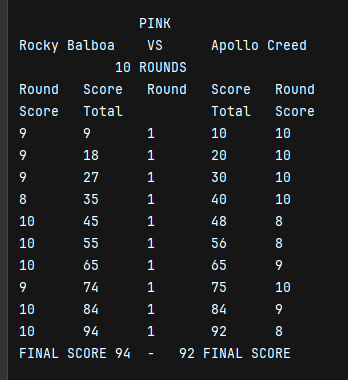 PINK
Rocky Balboa VS Apollo Creed
10 ROUNDS
Round Score Round Score Round
Score Total Total Score
9 9 1 10 10
9 18 1 20 10
9 27 1 30 10
8 35 1 40 10
10 45 1 48 8
10 55 1 56 8
10 65 1 65 9
9 74 1 75 10
10 84 1 84 9
10 94 1 92 8
FINAL SCORE 94 - 92 FINAL SCORE